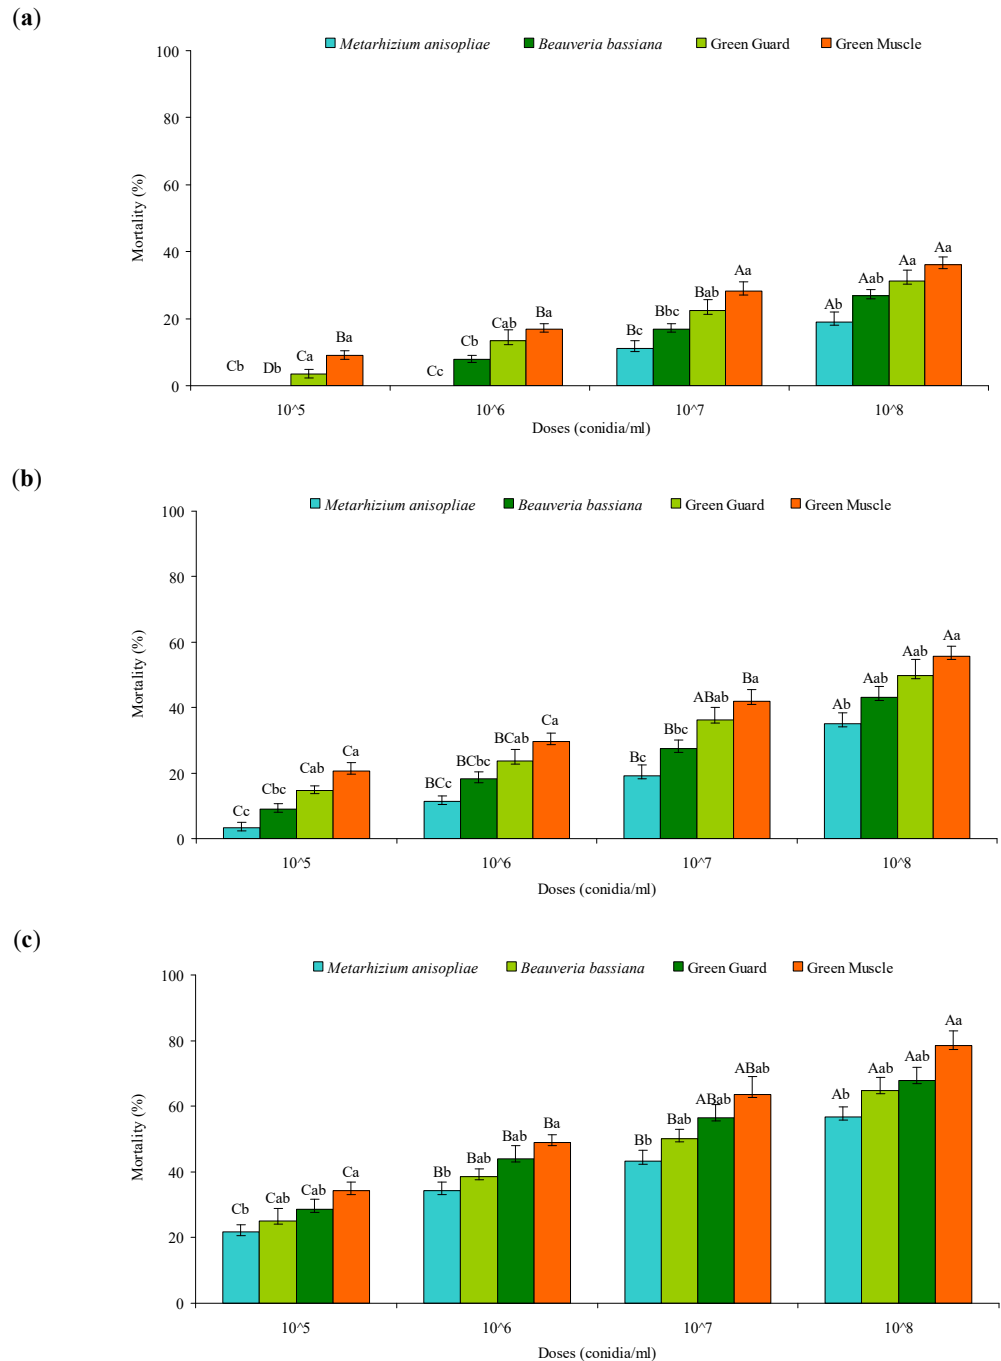 (a)
Metarhizium anisopliae Beauveria bassiana Green Guard Green Muscle
100
80
60
40
20
0
Mortality (%)
Cb Db Ca Ba
Cc Cb Cab Ba
Bc Bbc Bab Aa
Ab Aab Aa Aa
10^5 10^6 10^7 10^8
Doses (conidia/ml)
(b)
Metarhizium anisopliae Beauveria bassiana Green Guard Green Muscle
100
80
60
40
20
0
Mortality (%)
Cc Cbc Cab Ca
BCc BCbc BCab Ca
Bc Bbc ABab Ba
Ab Aab Aab Aa
10^5 10^6 10^7 10^8
Doses (conidia/ml)
(c)
Metarhizium anisopliae Beauveria bassiana Green Guard Green Muscle
100
80
60
40
20
0
Mortality (%)
Cb Cab Cab Ca
Bb Bab Bab Ba
Bb Bab ABab ABab
Ab Aab Aab Aa
10^5 10^6 10^7 10^8
Doses (conidia/ml)